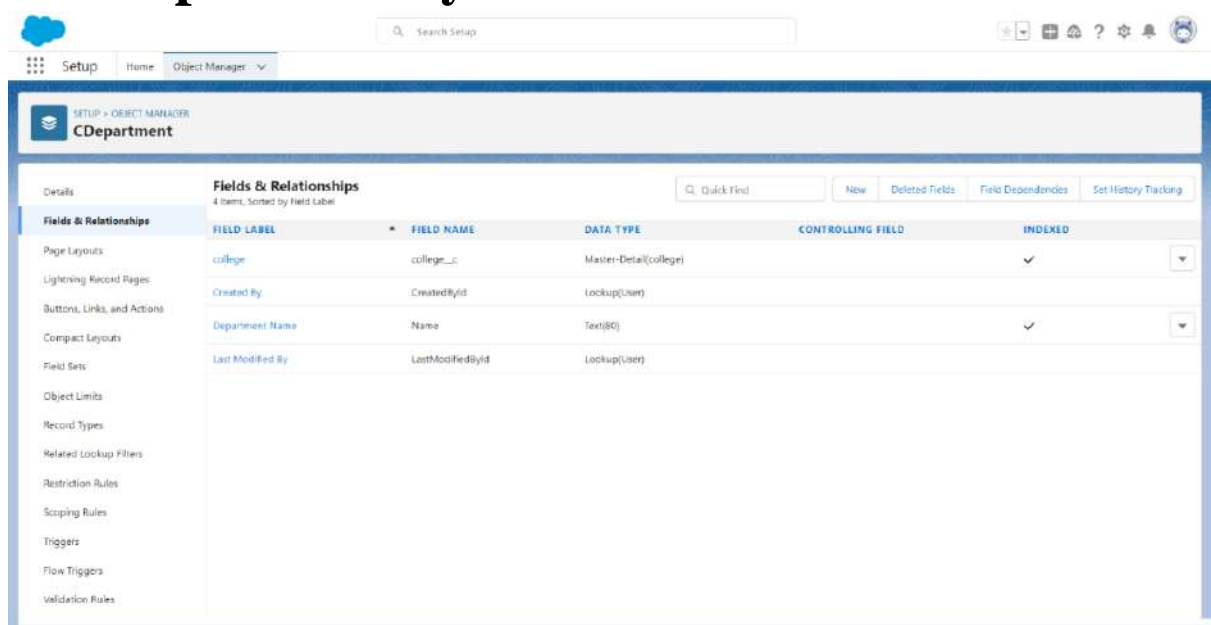 Search Setup
Setup Home Object Manager
SETUP > OBJECT MANAGER
CDepartment
Details
Fields & Relationships
Page Layouts
Lightning Record Pages
Buttons, Links, and Actions
Compact Layouts
Field Sets
Object Limits
Record Types
Related Lookup Filters
Restriction Rules
Scoping Rules
Triggers
Flow Triggers
Validation Rules
Fields & Relationships
4 Items, Sorted by Field Label
Quick Find New Deleted Fields Field Dependencies Set History Tracking
FIELD LABEL FIELD NAME DATA TYPE CONTROLLING FIELD INDEXED
college college__c Master-Detail(college)
Created By CreatedById Lookup(User)
Department Name Name Text(80)
Last Modified By LastModifiedById Lookup(User)